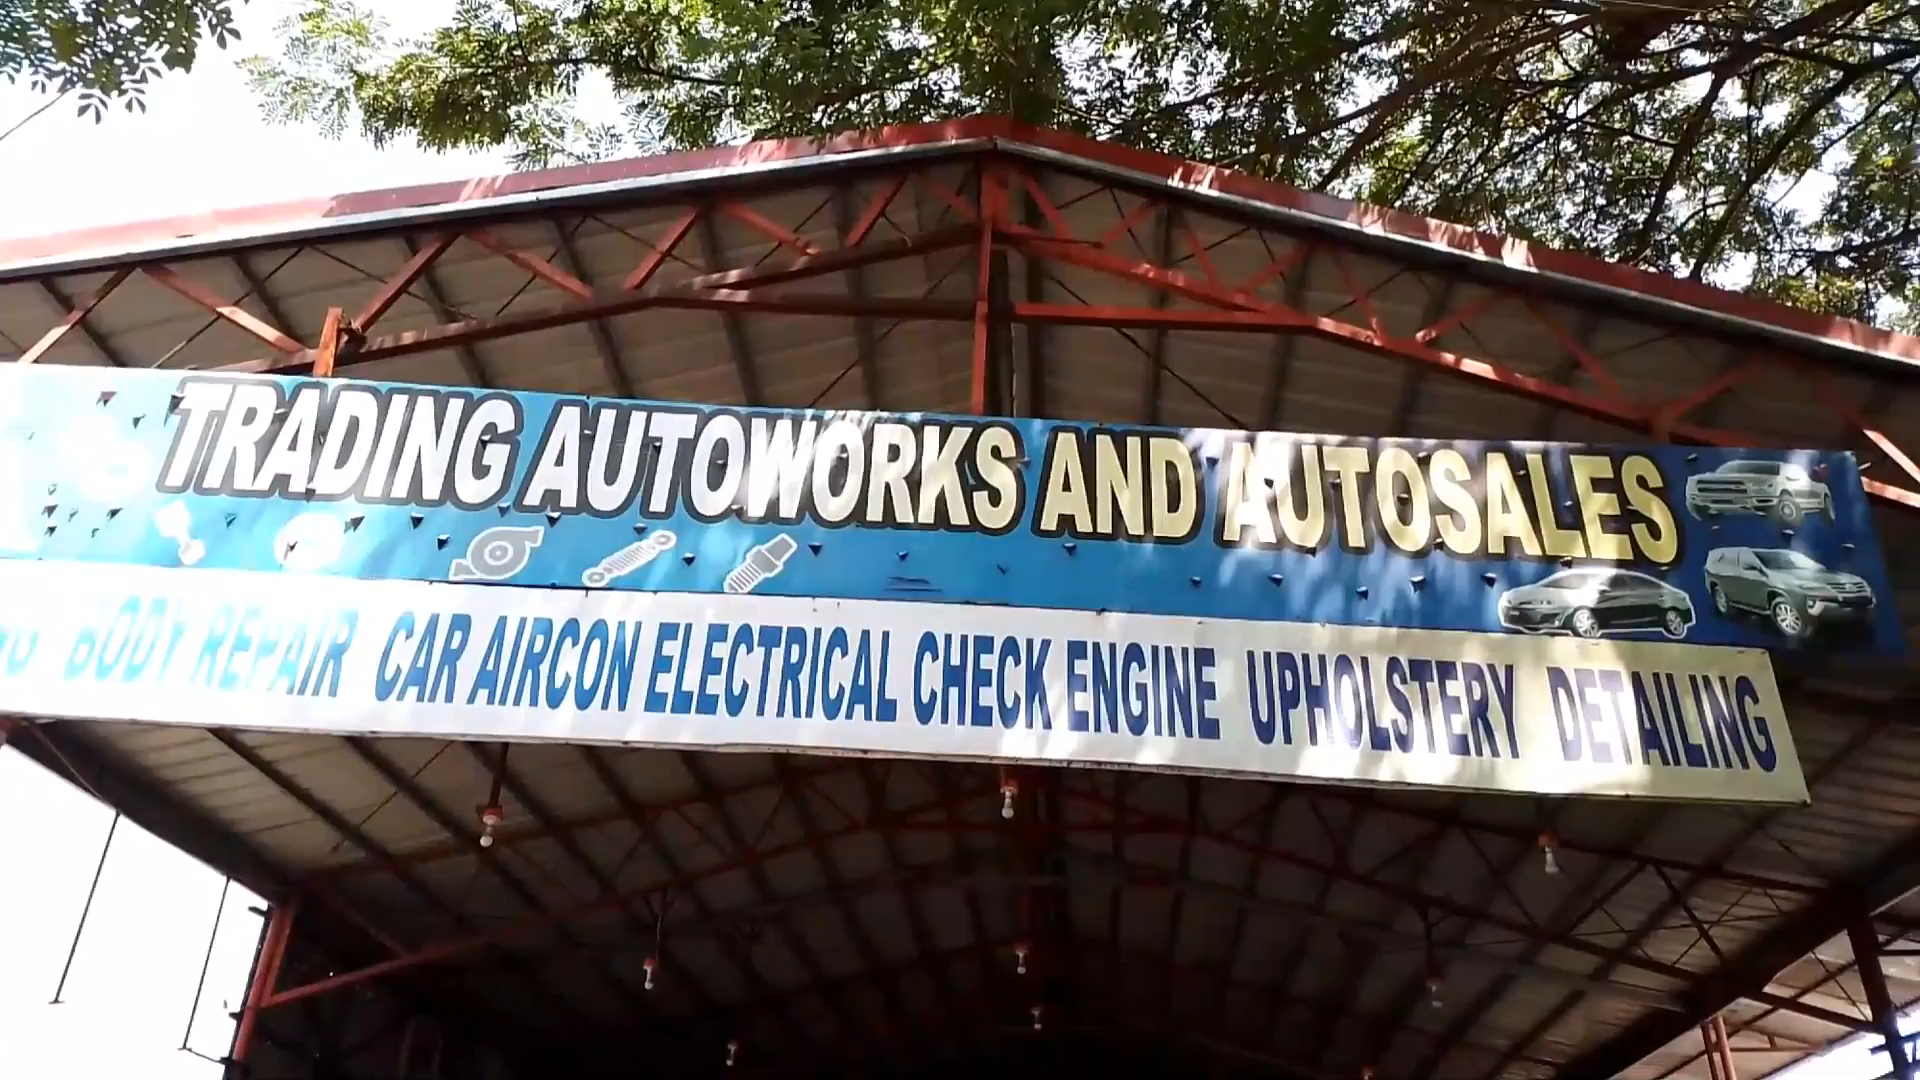 TRADING AUTOWORKS AND AUTOSALES
BODY REPAIR CAR AIRCON ELECTRICAL CHECK ENGINE UPHOLSTERY DETAILING